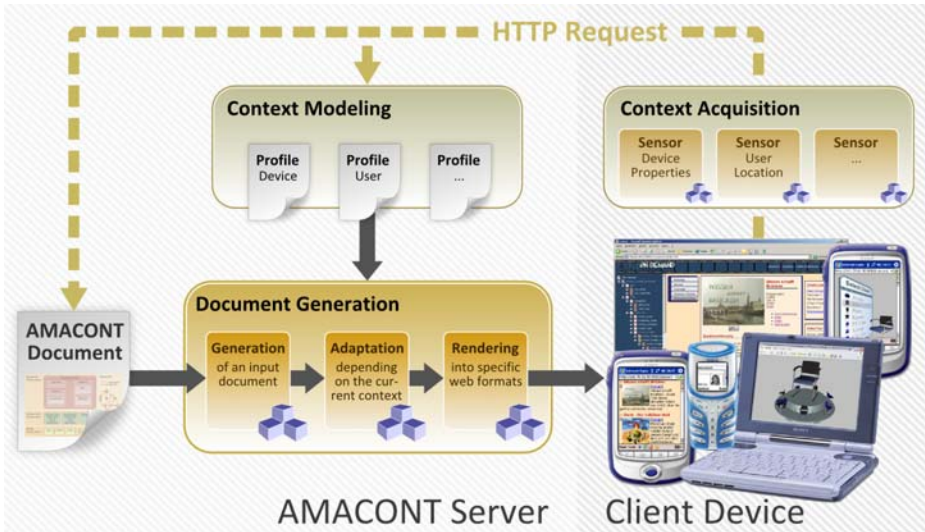 HTTP Request
Context Modeling
Profile
Device
Profile
User
Profile
...
Context Acquisition
Sensor
Device
Properties
Sensor
User
Location
Sensor
...
AMACONT
Document
Document Generation
Generation
of an input
document
Adaptation
depending
on the cur-
rent context
Rendering
into specific
web formats
AMACONT Server
Client Device